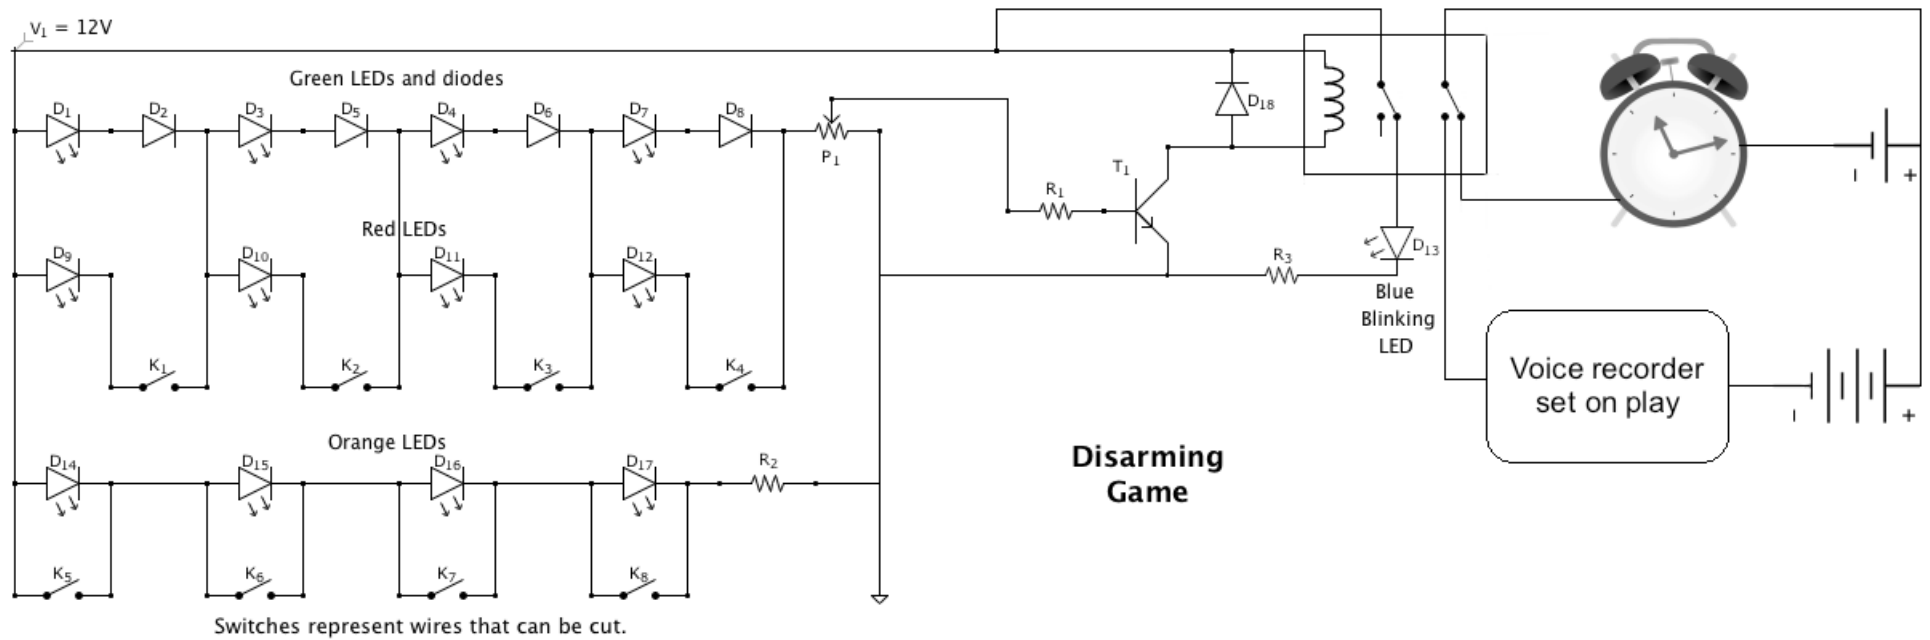 V1 = 12V
Green LEDs and diodes
D1 D2 D3 D5 D4 D6 D7 D8
P1
D18
T1
R1
Red LEDs
D9 D10 D11 D12
R3
D13
Blue
Blinking
LED
K1 K2 K3 K4
- +
Voice recorder
set on play
- +
Orange LEDs
D14 D15 D16 D17 R2
Disarming
Game
K5 K6 K7 K8
Switches represent wires that can be cut.